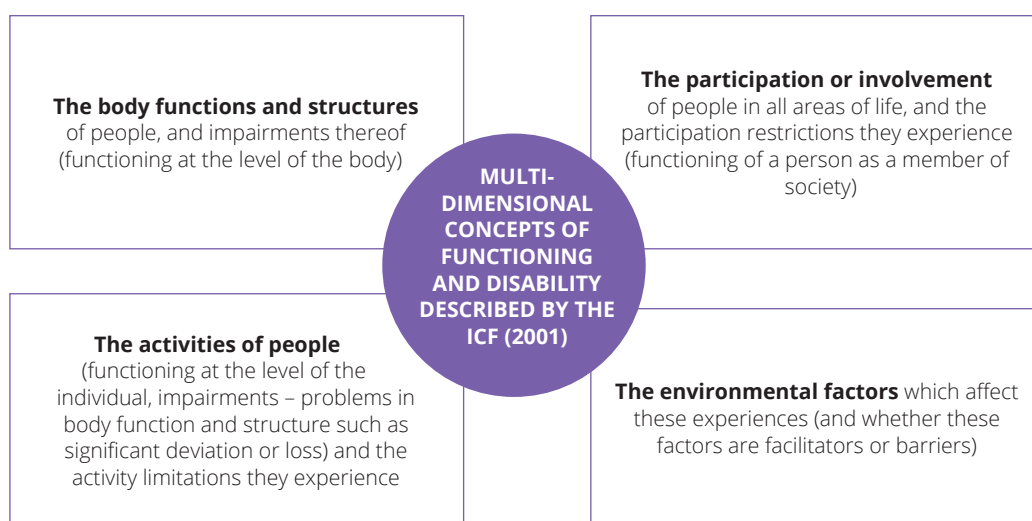 The body functions and structures
of people, and impairments thereof
(functioning at the level of the body)
The participation or involvement
of people in all areas of life, and the
participation restrictions they experience
(functioning of a person as a member of
society)
MULTI-
DIMENSIONAL
CONCEPTS OF
FUNCTIONING
AND DISABILITY
DESCRIBED BY THE
ICF (2001)
The activities of people
(functioning at the level of the
individual, impairments – problems in
body function and structure such as
significant deviation or loss) and the
activity limitations they experience
The environmental factors which affect
these experiences (and whether these
factors are facilitators or barriers)